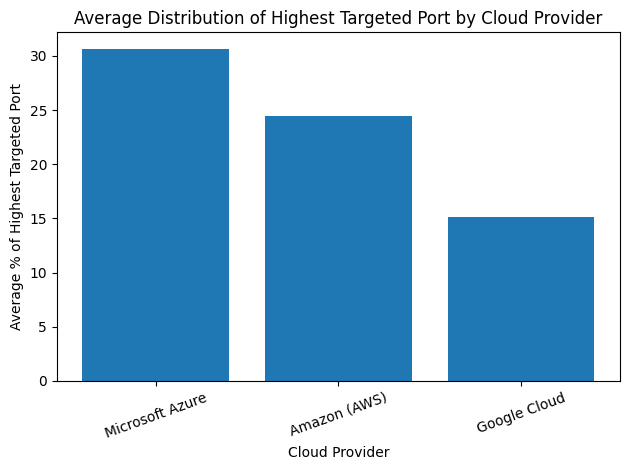 Average Distribution of Highest Targeted Port by Cloud Provider
Average % of Highest Targeted Port
30
25
20
15
10
5
0
Microsoft Azure
Amazon (AWS)
Google Cloud
Cloud Provider